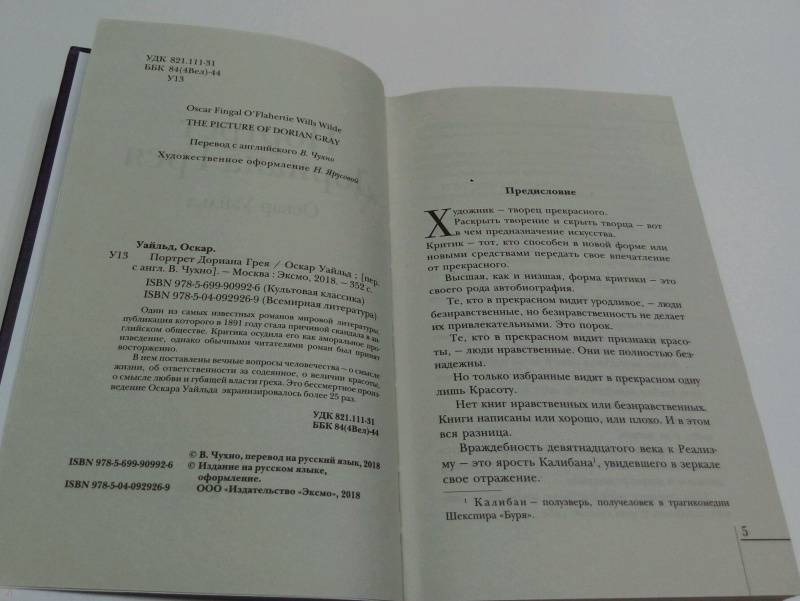 УДК 821.111-31
ББК 84(4Вел)-44
У13
Oscar Fingal O'Flahertie Wills Wilde
THE PICTURE OF DORIAN GRAY
Перевод с английского В. Чухно
Художественное оформление Н. Ярусовой
Уайльд, Оскар.
У13 Портрет Дориана Грея / Оскар Уайльд ; [пер.
с англ. В. Чухно]. – Москва : Эксмо, 2018. – 352 с.
ISBN 978-5-699-90992-6 (Культовая классика)
ISBN 978-5-04-092926-9 (Всемирная литература)
Один из самых известных романов мировой литературы,
публикация которого в 1891 году стала причиной скандала в ан-
глийском обществе. Критика осудила его как аморальное про-
изведение, однако обычными читателями роман был принят
восторженно.
В нем поставлены вечные вопросы человечества – о смысле
жизни, об ответственности за содеянное, о величии красоты,
о смысле любви и губящей власти греха. Это бессмертное произ-
ведение Оскара Уайльда экранизировалось более 25 раз.
УДК 821.111-31
ББК 84(4Вел)-44
© В. Чухно, перевод на русский язык, 2018
ISBN 978-5-699-90992-6 © Издание на русском языке,
оформление.
ISBN 978-5-04-092926-9 ООО «Издательство «Эксмо», 2018
Предисловие
Художник – творец прекрасного.
Раскрыть творение и скрыть творца – вот
в чем предназначение искусства.
Критик – тот, кто способен в новой форме или
новыми средствами передать свое впечатление
от прекрасного.
Высшая, как и низшая, форма критики – это
своего рода автобиография.
Те, кто в прекрасном видит уродливое, – люди
безнравственные, но безнравственность не делает
их привлекательными. Это порок.
Те, кто в прекрасном видит признаки красо-
ты, – люди нравственные. Они не полностью без-
надежны.
Но только избранные видят в прекрасном одну
лишь Красоту.
Нет книг нравственных или безнравственных.
Книги написаны или хорошо, или плохо. И в этом
вся разница.
Враждебность девятнадцатого века к Реализ-
му – это ярость Калибана¹, увидевшего в зеркале
свое отражение.
¹ Калибан – полузверь, получеловек в трагикомедии
Шекспира «Буря».
5